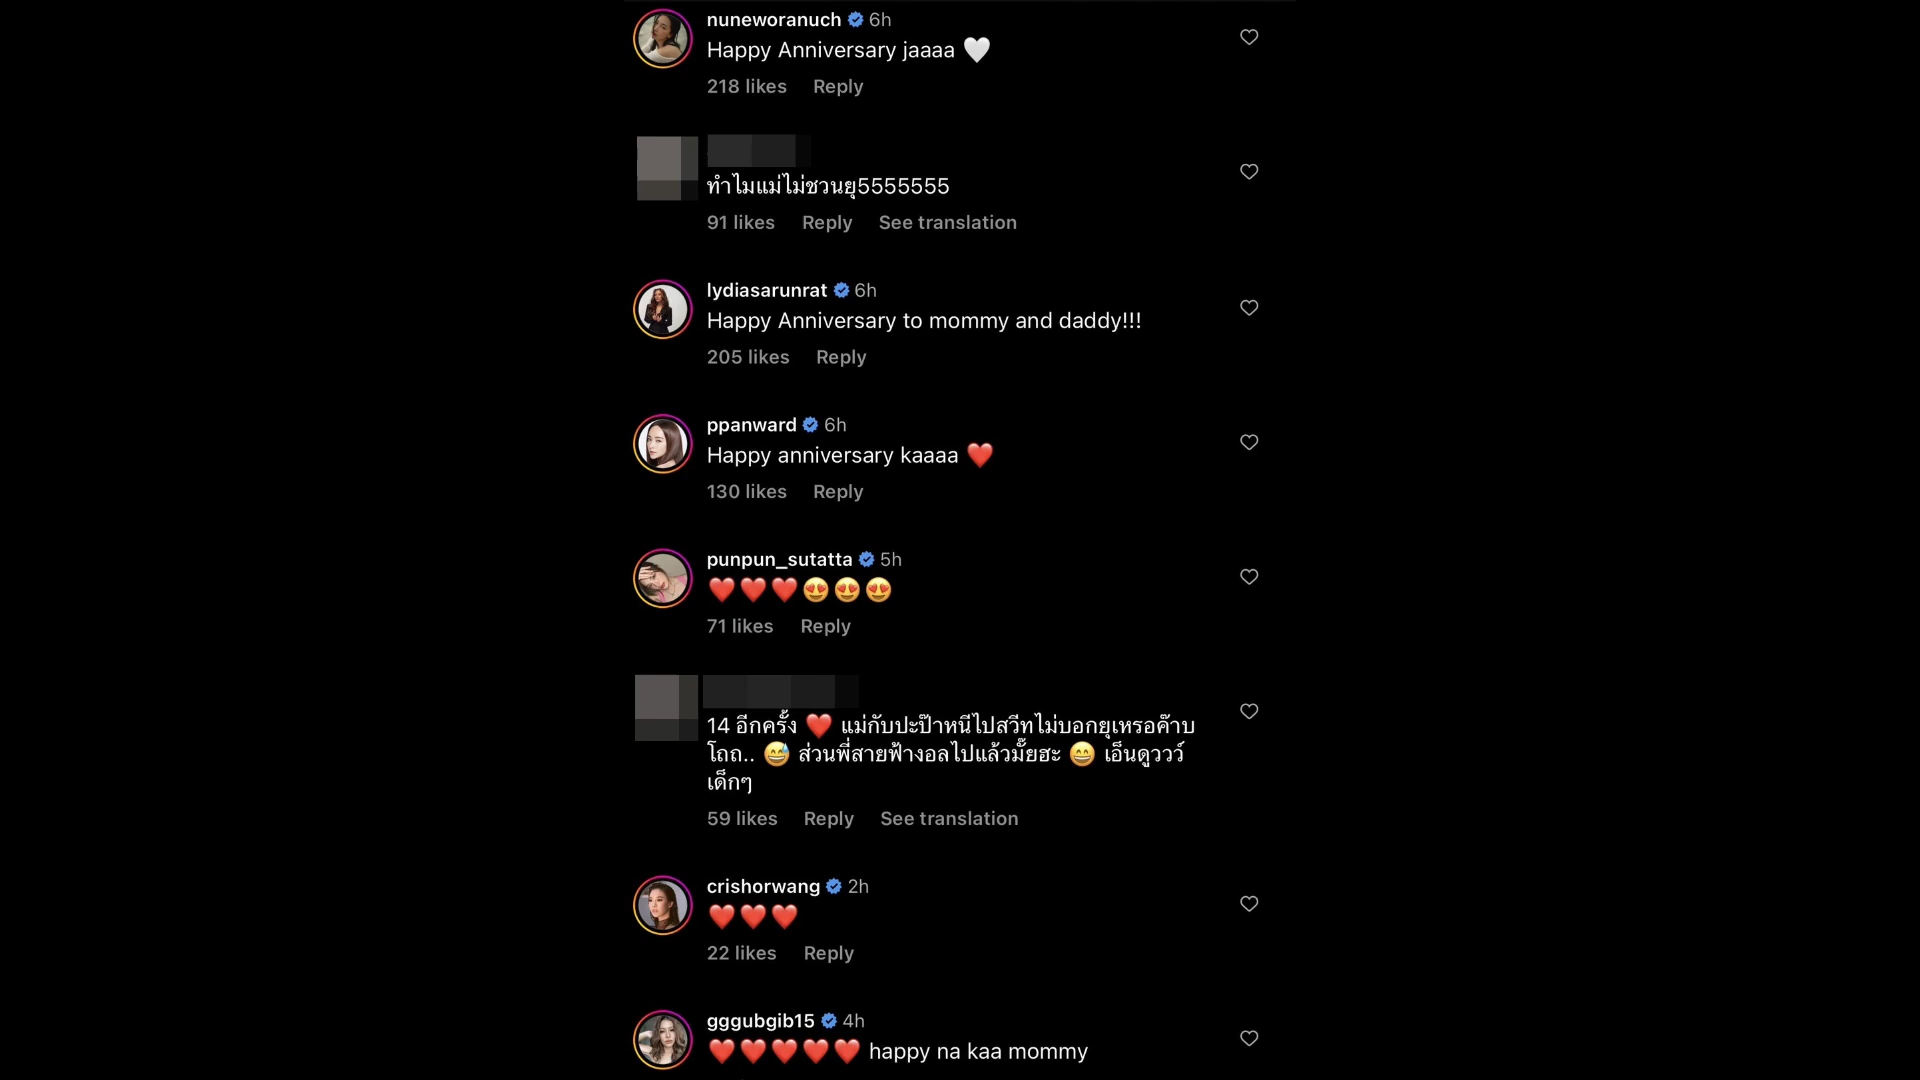 nuneworanuch 6h
Happy Anniversary jaaaa 🤍
218 likes Reply
ทำไมแม่ไม่ชวนยุ5555555
91 likes Reply See translation
lydiasarunrat 6h
Happy Anniversary to mommy and daddy!!!
205 likes Reply
ppanward 6h
Happy anniversary kaaaa ❤️
130 likes Reply
punpun_sutatta 5h
❤️❤️❤️😍😍😍
71 likes Reply
14 อีกครั้ง ❤️ แม่กับปะป๊าหนีไปสวีทไม่บอกยุเหรอค๊าบ
โถถ.. 😅 ส่วนพี่สายฟ้างอลไปแล้วมั๊ยฮะ 😄 เอ็นดูววว์
เด็กๆ
59 likes Reply See translation
crishorwang 2h
❤️❤️❤️
22 likes Reply
gggubgib15 4h
❤️❤️❤️❤️❤️ happy na kaa mommy